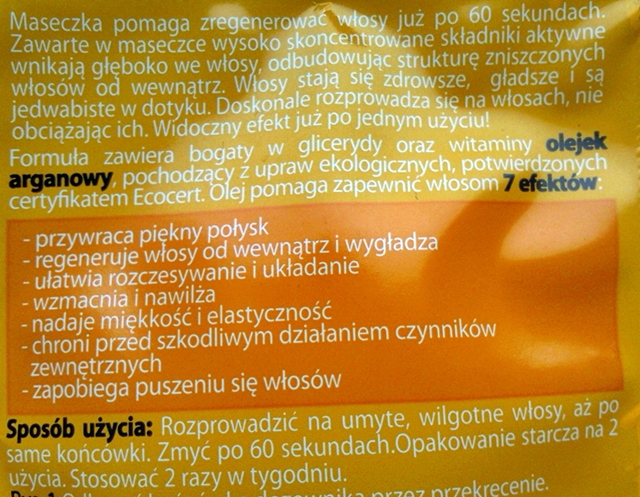 Maseczka pomaga zregenerować włosy już po 60 sekundach.
Zawarte w maseczce wysoko skoncentrowane składniki aktywne
wnikają głęboko we włosy, odbudowując strukturę zniszczonych
włosów od wewnątrz. Włosy stają się zdrowsze, gładsze i są
jedwabiste w dotyku. Doskonale rozprowadza się na włosach, nie
obciążając ich. Widoczny efekt już po jednym użyciu!
Formuła zawiera bogaty w glicerydy oraz witaminy olejek
arganowy, pochodzący z upraw ekologicznych, potwierdzonych
certyfikatem Ecocert. Olej pomaga zapewnić włosom 7 efektów:
- przywraca piękny połysk
- regeneruje włosy od wewnątrz i wygładza
- ułatwia rozczesywanie i układanie
- wzmacnia i nawilża
- nadaje miękkość i elastyczność
- chroni przed szkodliwym działaniem czynników
zewnętrznych
- zapobiega puszeniu się włosów
Sposób użycia: Rozprowadzić na umyte, wilgotne włosy, aż po
same końcówki. Zmyć po 60 sekundach.Opakowanie starcza na 2
użycia. Stosować 2 razy w tygodniu.
przez przekręcenie.